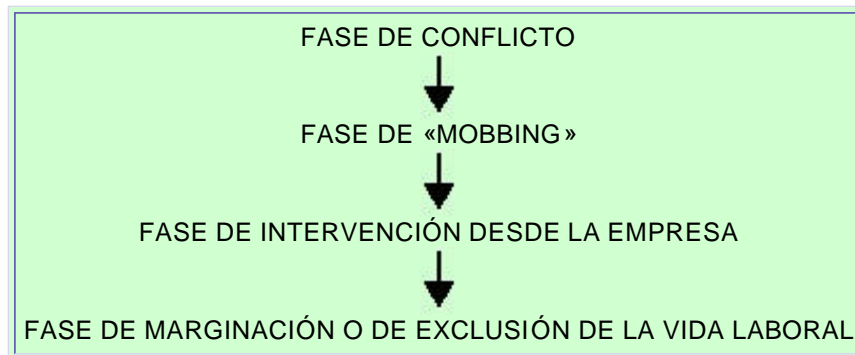 FASE DE CONFLICTO
FASE DE «MOBBING»
FASE DE INTERVENCIÓN DESDE LA EMPRESA
FASE DE MARGINACIÓN O DE EXCLUSIÓN DE LA VIDA LABORAL